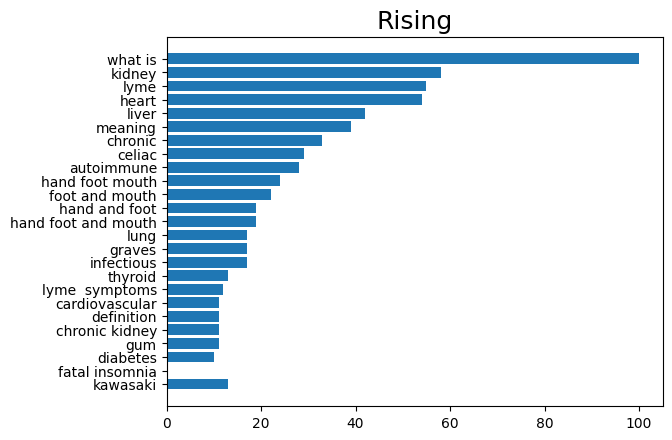 Rising
what is
kidney
lyme
heart
liver
meaning
chronic
celiac
autoimmune
hand foot mouth
foot and mouth
hand and foot
hand foot and mouth
lung
graves
infectious
thyroid
lyme  symptoms
cardiovascular
definition
chronic kidney
gum
diabetes
fatal insomnia
kawasaki
0 20 40 60 80 100